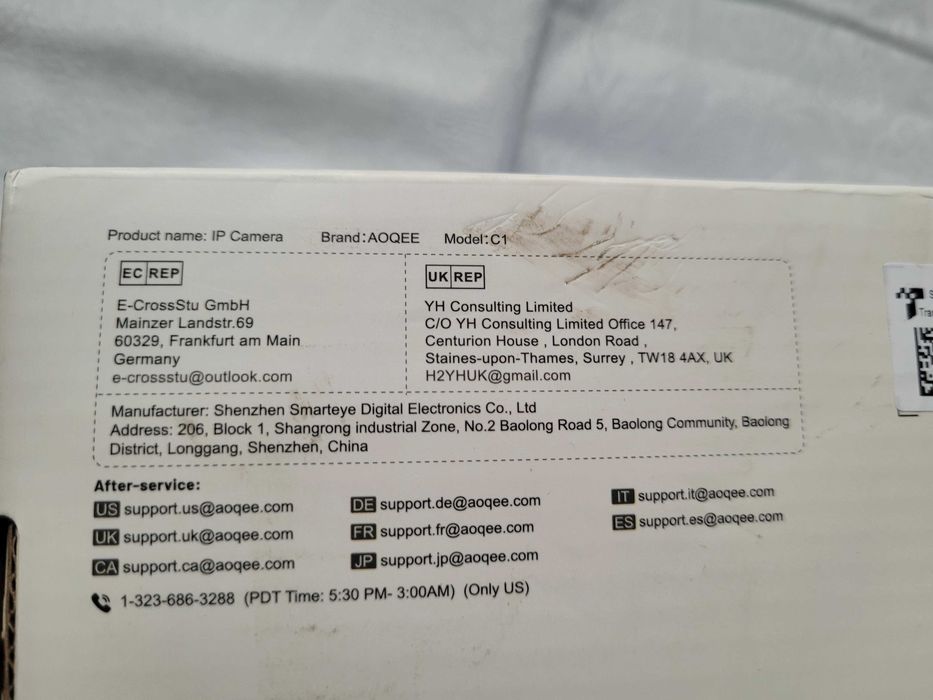 Product name: IP Camera Brand:AOQEE Model:C1
EC REP
E-CrossStu GmbH
Mainzer Landstr.69
60329, Frankfurt am Main
Germany
e-crossstu@outlook.com
UK REP
YH Consulting Limited
C/O YH Consulting Limited Office 147,
Centurion House , London Road ,
Staines-upon-Thames, Surrey , TW18 4AX, UK
H2YHUK@gmail.com
Manufacturer: Shenzhen Smarteye Digital Electronics Co., Ltd
Address: 206, Block 1, Shangrong industrial Zone, No.2 Baolong Road 5, Baolong Community, Baolong
District, Longgang, Shenzhen, China
After-service:
US support.us@aoqee.com
UK support.uk@aoqee.com
CA support.ca@aoqee.com
DE support.de@aoqee.com
FR support.fr@aoqee.com
JP support.jp@aoqee.com
IT support.it@aoqee.com
ES support.es@aoqee.com
1-323-686-3288 (PDT Time: 5:30 PM- 3:00AM) (Only US)